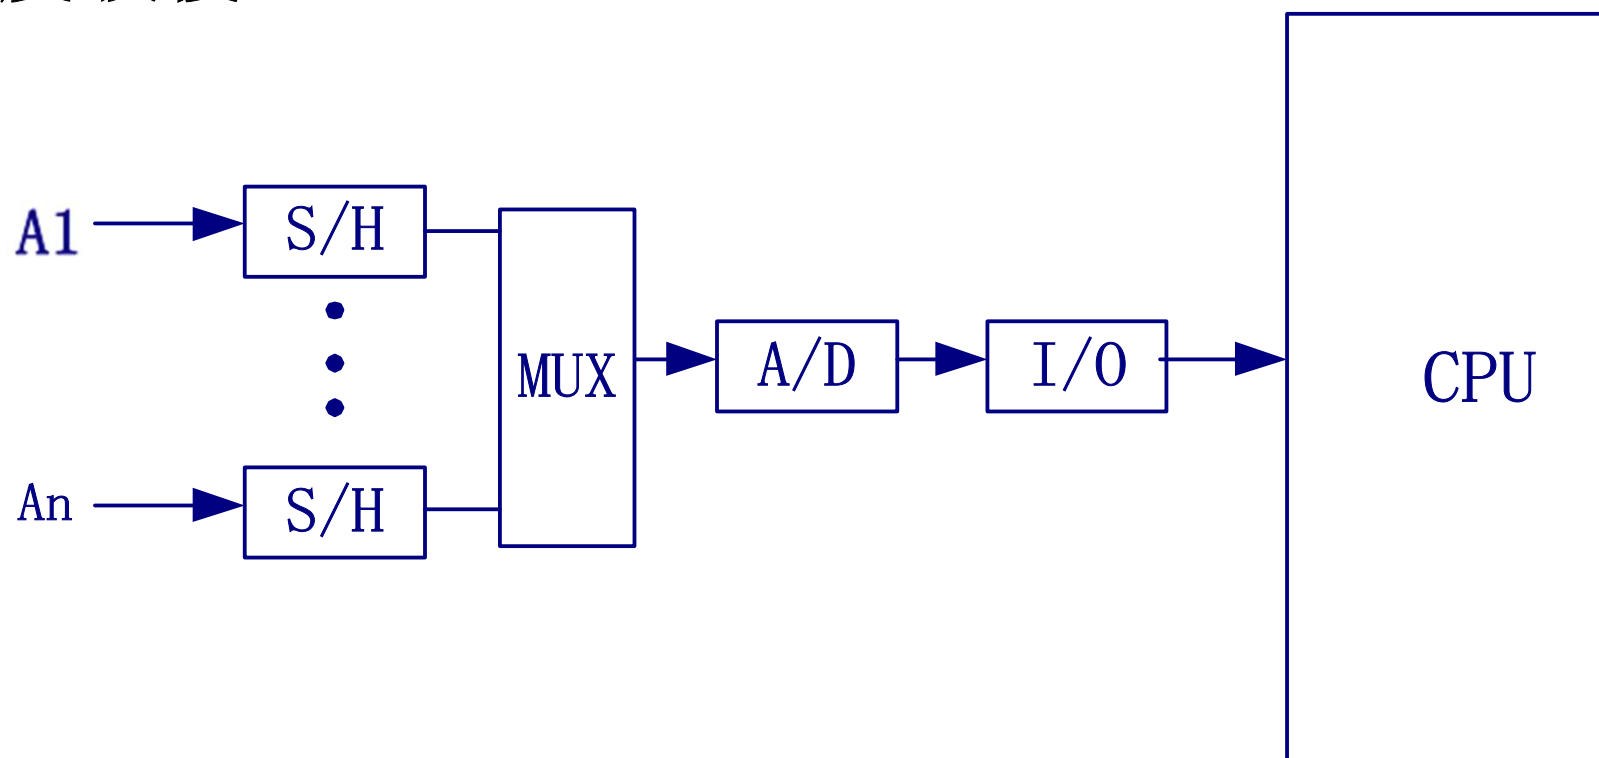 A1
S/H
MUX
A/D
I/O
CPU
An
S/H